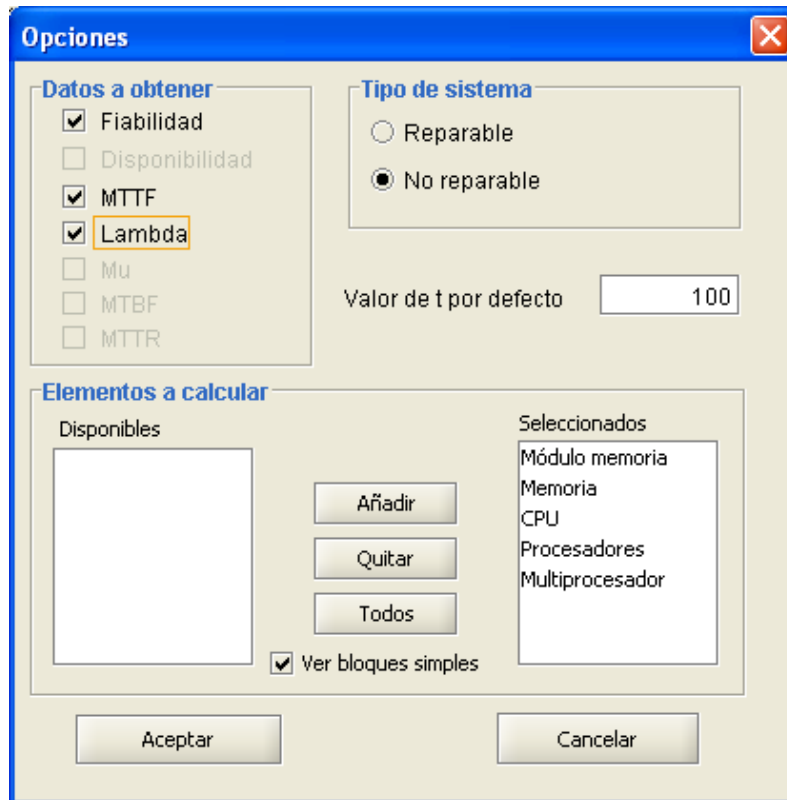 Opciones
Datos a obtener
Fiabilidad
Disponibilidad
MTTF
Lambda
Mu
MTBF
MTTR
Tipo de sistema
Reparable
No reparable
Valor de t por defecto 100
Elementos a calcular
Disponibles
Añadir
Quitar
Todos
Ver bloques simples
Seleccionados
Módulo memoria
Memoria
CPU
Procesadores
Multiprocesador
Aceptar
Cancelar